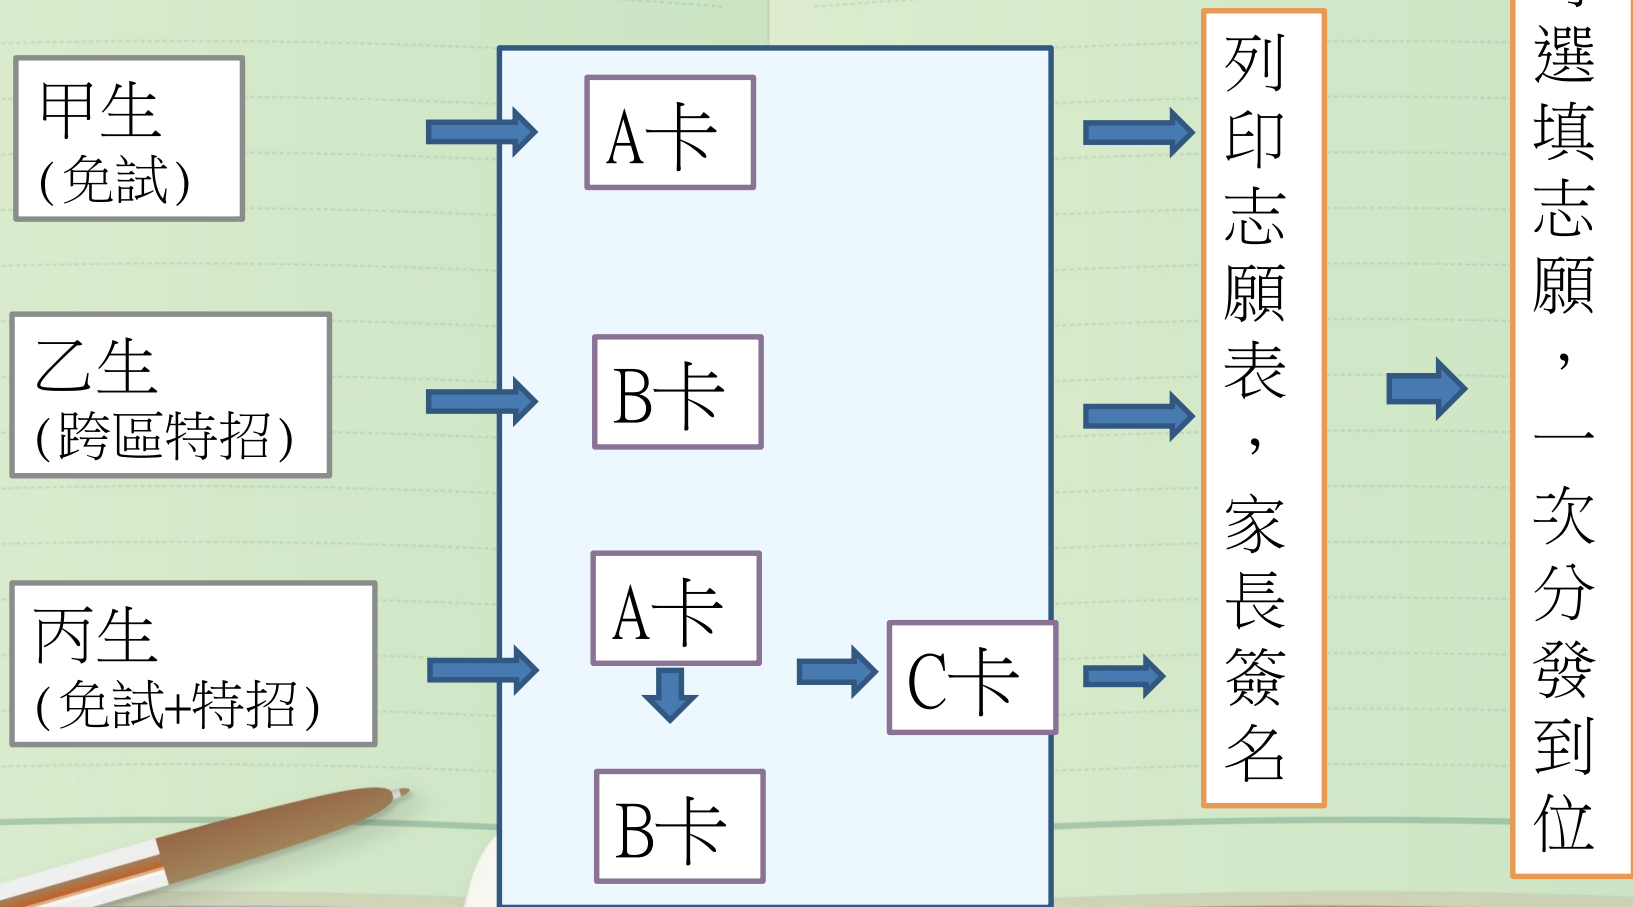 甲生
(免試)
A卡
乙生
(跨區特招)
B卡
丙生
(免試+特招)
A卡
B卡
C卡
列印志願表，家長簽名
選填志願，一次分發到位